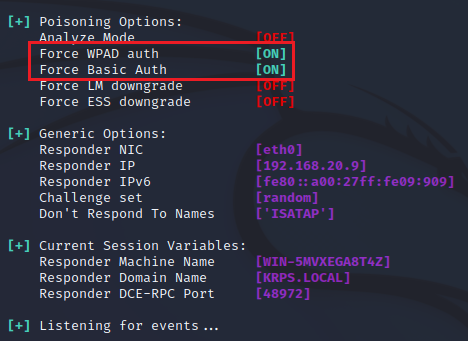 [+] Poisoning Options:
Analyze Mode [OFF]
Force WPAD auth [ON]
Force Basic Auth [ON]
Force LM downgrade [OFF]
Force ESS downgrade [OFF]
[+] Generic Options:
Responder NIC [eth0]
Responder IP [192.168.20.9]
Responder IPv6 [fe80::a00:27ff:fe09:909]
Challenge set [random]
Don't Respond To Names ['ISATAP']
[+] Current Session Variables:
Responder Machine Name [WIN-5MVXEGA8T4Z]
Responder Domain Name [KRPS.LOCAL]
Responder DCE-RPC Port [48972]
[+] Listening for events...